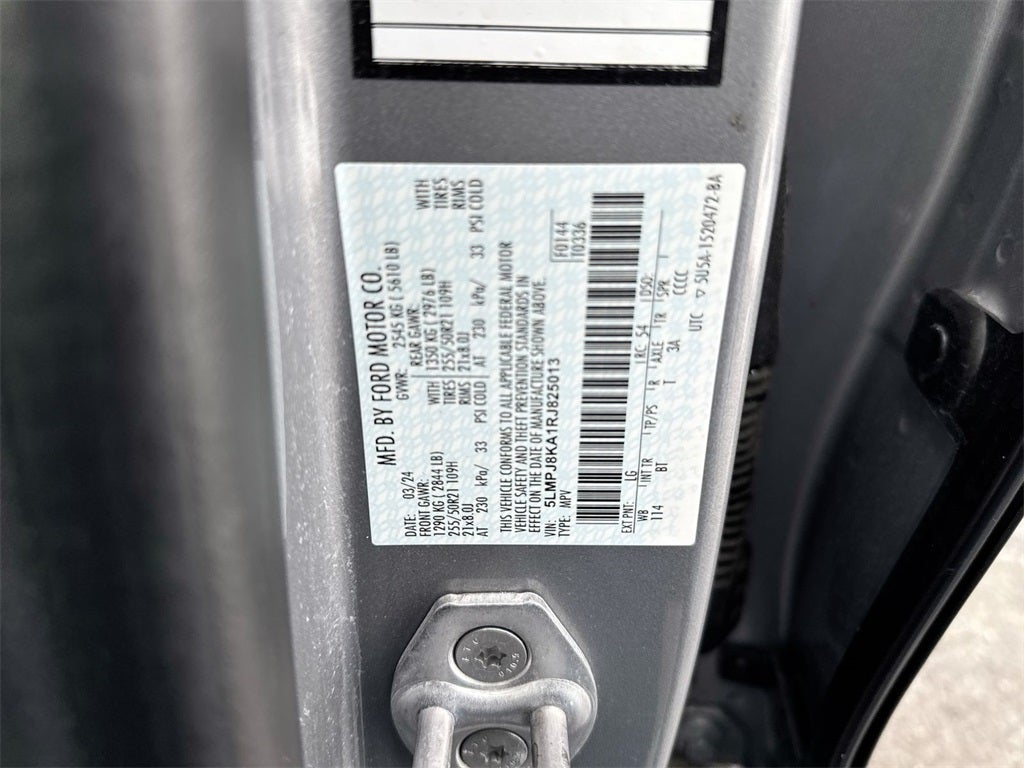 MFD. BY FORD MOTOR CO.
DATE: 03/24 GVWR: 2545 KG ( 5610 LB)
FRONT GAWR: REAR GAWR:
1290 KG ( 2844 LB) WITH 1350 KG ( 2976 LB) WITH
255/50R21 109H TIRES 255/50R21 109H TIRES
21x8.0J RIMS 21x8.0J RIMS
AT 230 kPa/ 33 PSI COLD AT 230 kPa/ 33 PSI COLD
THIS VEHICLE CONFORMS TO ALL APPLICABLE FEDERAL MOTOR
VEHICLE SAFETY AND THEFT PREVENTION STANDARDS IN
EFFECT ON THE DATE OF MANUFACTURE SHOWN ABOVE.
VIN: 5LMPJ8KA1RJ825013 F0144
TYPE: MPV T0336
EXT PNT: LG RC: 54 DSO:
WB INT TR TP/PS R AXLE TR SPR
114 BT T 3A CCCC
UTC ▽ 5U5A-1520472-BA
10.9